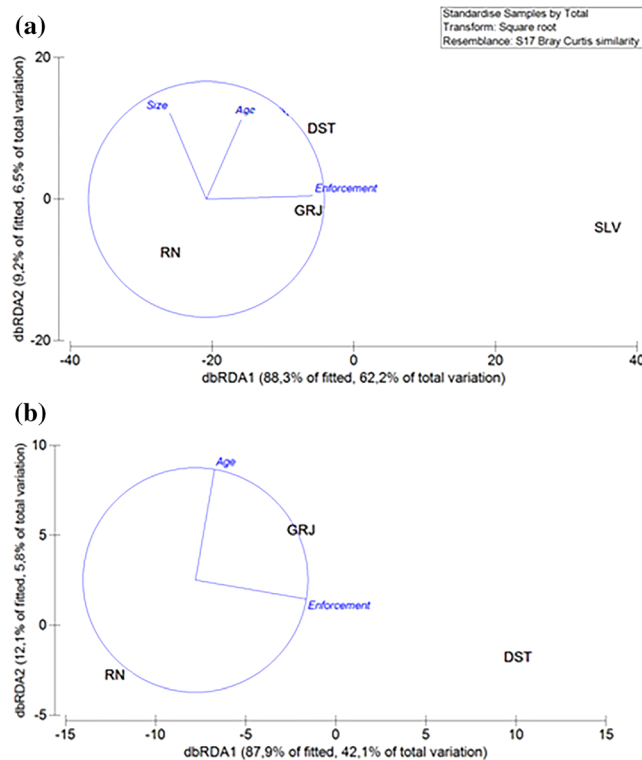 (a)
Standardise Samples by Total
Transform: Square root
Resemblance: S17 Bray Curtis similarity
dbRDA2 (9,2% of fitted, 6,5% of total variation)
20
0
-20
Size
Age
DST
Enforcement
GRJ
SLV
RN
-40
-20
0
20
40
dbRDA1 (88,3% of fitted, 62,2% of total variation)
(b)
dbRDA2 (12,1% of fitted, 5,8% of total variation)
10
5
0
-5
Age
GRJ
Enforcement
DST
RN
-15
-10
-5
0
5
10
15
dbRDA1 (87,9% of fitted, 42,1% of total variation)